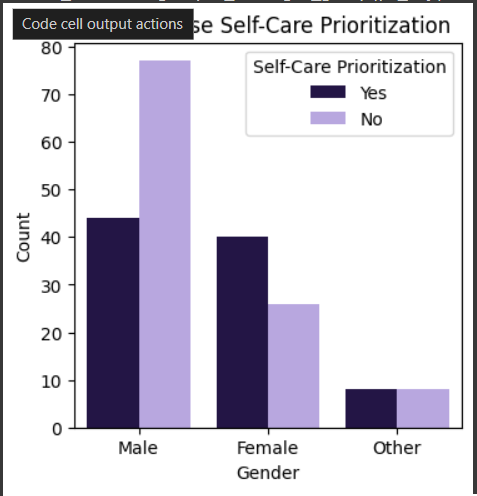 Code cell output actions
se Self-Care Prioritization
Self-Care Prioritization
Yes
No
80
70
60
50
40
30
20
10
0
Count
Male Female Other
Gender